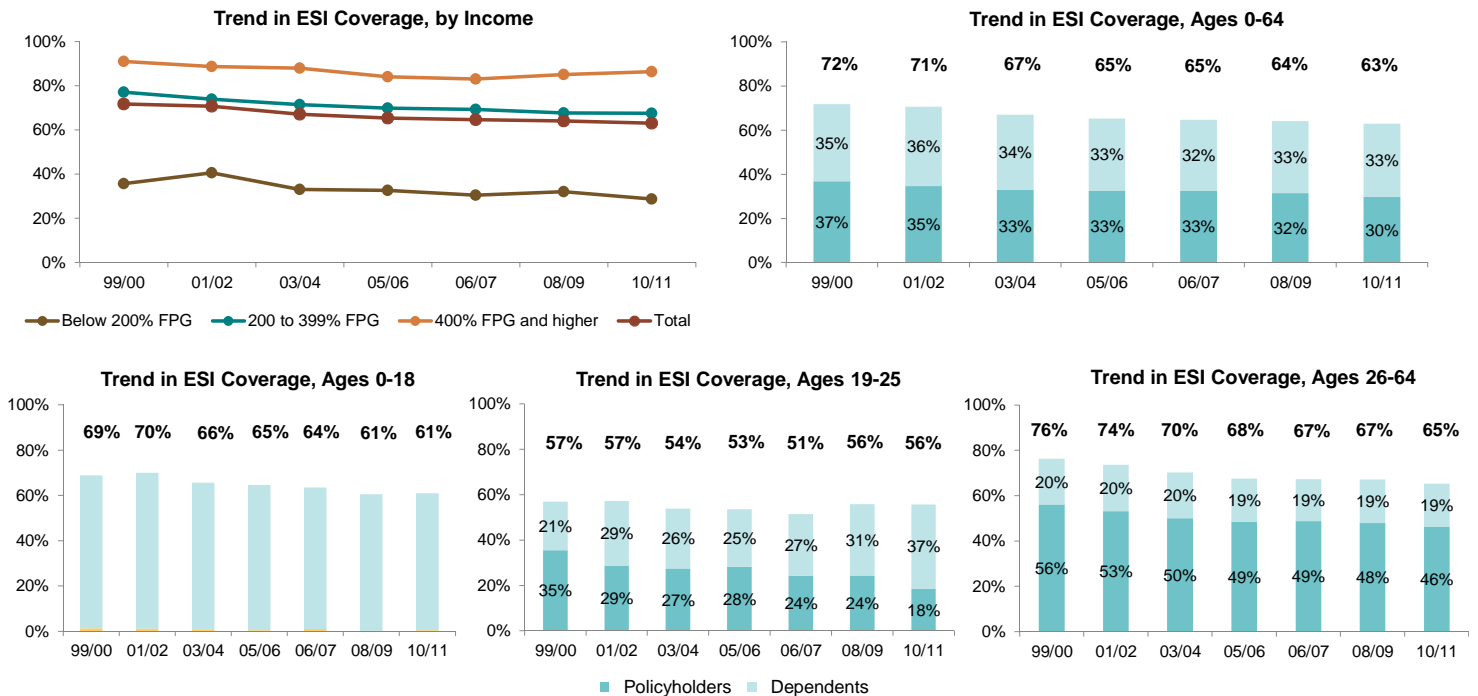 Trend in ESI Coverage, by Income
100%
80%
60%
40%
20%
0%
99/00 01/02 03/04 05/06 06/07 08/09 10/11
Below 200% FPG 200 to 399% FPG 400% FPG and higher Total
Trend in ESI Coverage, Ages 0-64
100%
72% 71% 67% 65% 65% 64% 63%
80%
60%
35% 36% 34% 33% 32% 33% 33%
40%
20%
37% 35% 33% 33% 33% 32% 30%
0%
99/00 01/02 03/04 05/06 06/07 08/09 10/11
Trend in ESI Coverage, Ages 0-18
100%
69% 70% 66% 65% 64% 61% 61%
80%
60%
40%
20%
0%
99/00 01/02 03/04 05/06 06/07 08/09 10/11
Trend in ESI Coverage, Ages 19-25
100%
57% 57% 54% 53% 51% 56% 56%
80%
60%
21% 29% 26% 25% 27% 31% 37%
40%
20%
35% 29% 27% 28% 24% 24% 18%
0%
99/00 01/02 03/04 05/06 06/07 08/09 10/11
Policyholders Dependents
Trend in ESI Coverage, Ages 26-64
100%
76% 74% 70% 68% 67% 67% 65%
80%
20% 20% 20% 19% 19% 19% 19%
60%
40%
56% 53% 50% 49% 49% 48% 46%
20%
0%
99/00 01/02 03/04 05/06 06/07 08/09 10/11